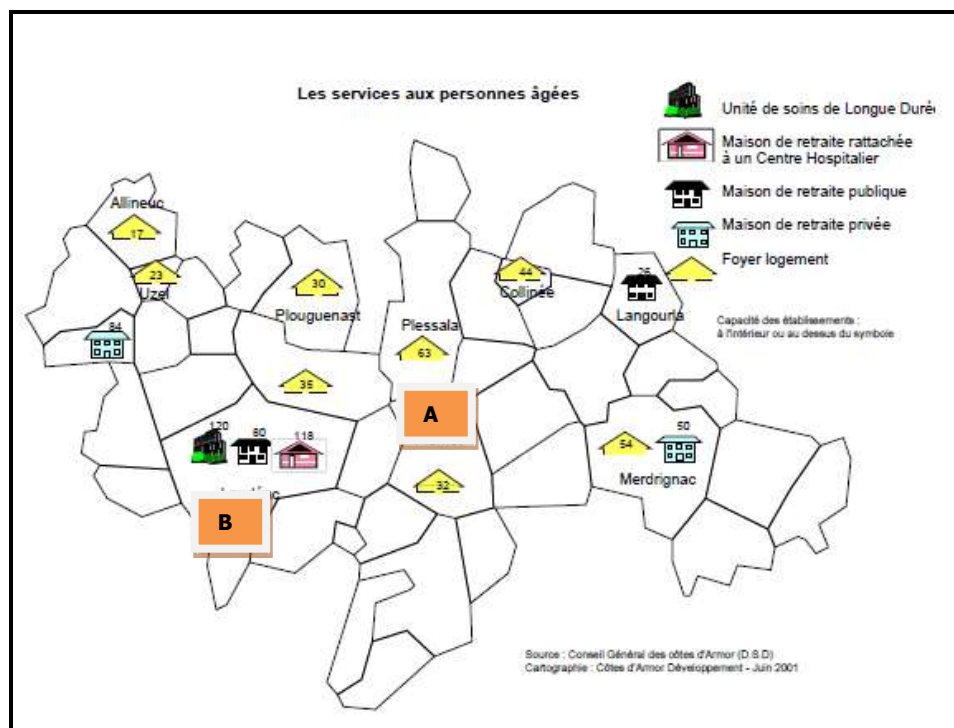 Les services aux personnes âgées
Unité de soins de Longue Duré
Maison de retraite rattachée
à un Centre Hospitalier
Maison de retraite publique
Maison de retraite privée
Foyer logement
Capacité des établissements :
à l'intérieur ou au dessus du symbole
Allineuc
17
23
Uzel
30
Plouguenast
44
Collinée
26
Langourla
84
Plessala
63
35
A
120
60
118
54
50
Merdrignac
32
B
Source : Conseil Général des côtes d'Armor (D.S.D)
Cartographie : Côtes d'Armor Développement - Juin 2001